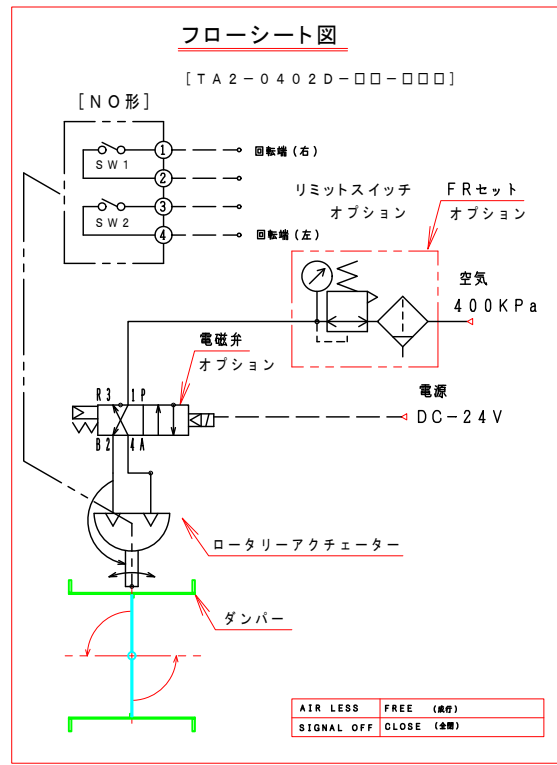 フローシート図
[TA2-0402D-□□-□□□]
[NO形]
SW1
SW2
1
2
3
4
回転端(右)
回転端(左)
リミットスイッチ
オプション
FRセット
オプション
空気
400KPa
電磁弁
オプション
電源
DC-24V
R3 1P
B2 4A
ロータリーアクチェーター
ダンパー
AIR LESS FREE (成行)
SIGNAL OFF CLOSE (全閉)